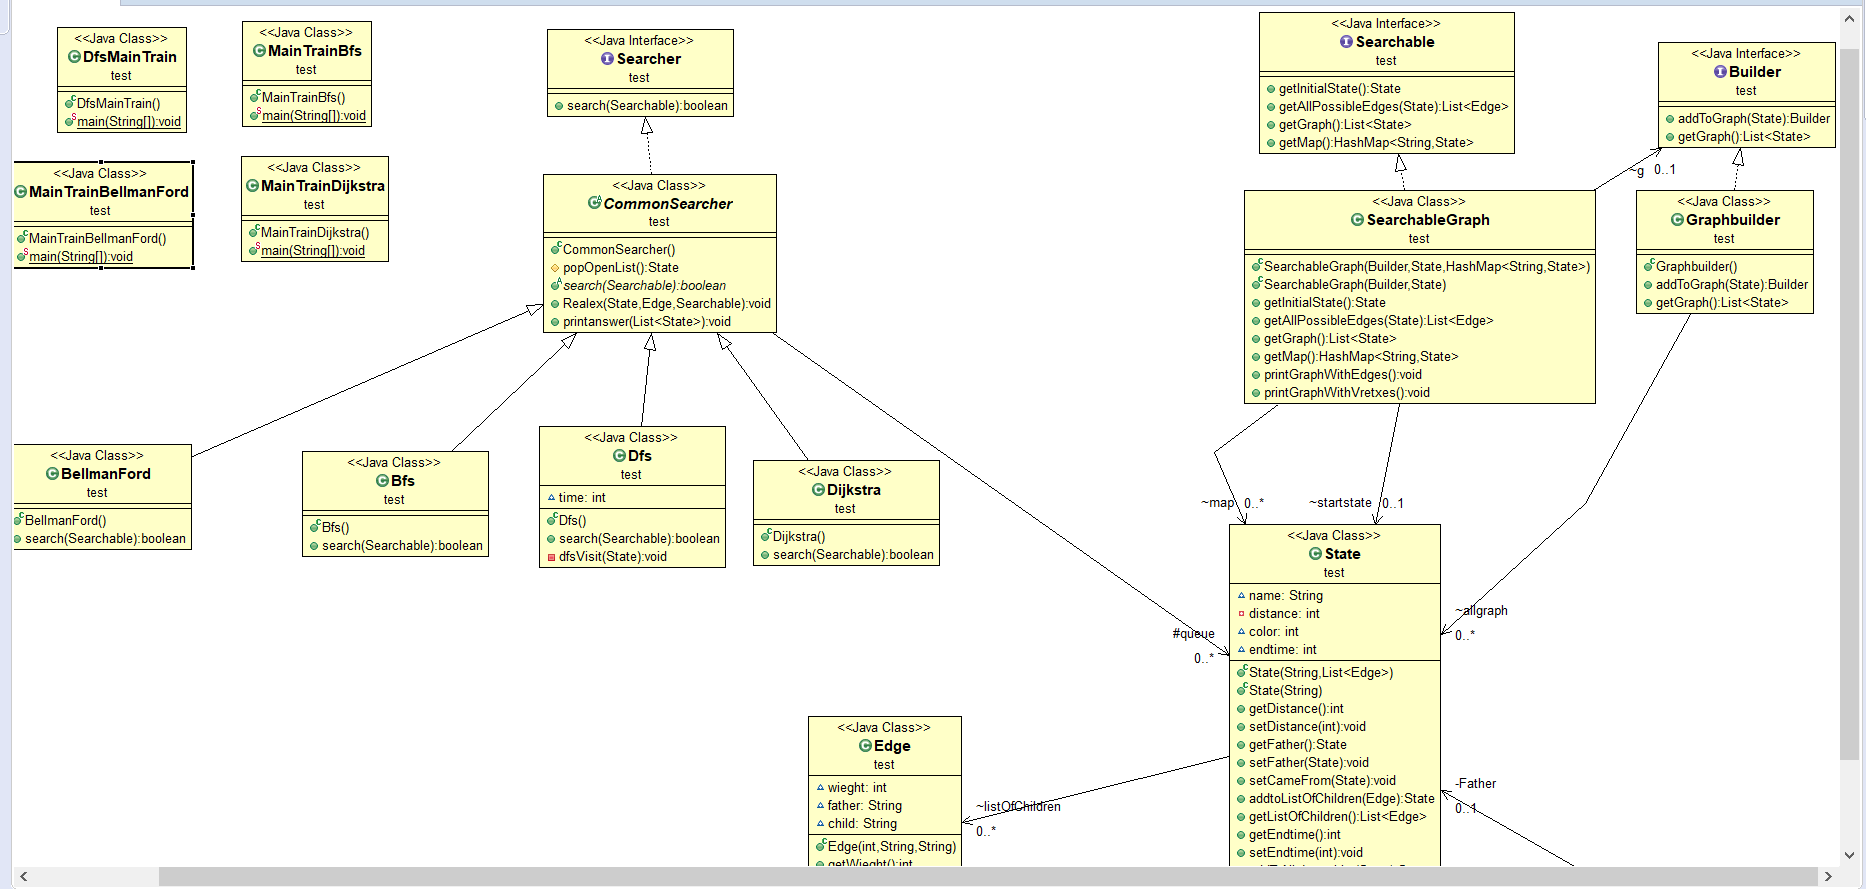 <<Java Class>>
DfsMainTrain
test
DfsMainTrain()
main(String[]):void
<<Java Class>>
MainTrainBfs
test
MainTrainBfs()
main(String[]):void
<<Java Interface>>
Searcher
test
search(Searchable):boolean
<<Java Interface>>
Searchable
test
getInitialState():State
getAllPossibleEdges(State):List<Edge>
getGraph():List<State>
getMap():HashMap<String,State>
<<Java Interface>>
Builder
test
addToGraph(State):Builder
getGraph():List<State>
<<Java Class>>
MainTrainBellmanFord
test
MainTrainBellmanFord()
main(String[]):void
<<Java Class>>
MainTrainDijkstra
test
MainTrainDijkstra()
main(String[]):void
<<Java Class>>
CommonSearcher
test
CommonSearcher()
popOpenList():State
search(Searchable):boolean
Realex(State,Edge,Searchable):void
printanswer(List<State>):void
~g 0..1
<<Java Class>>
SearchableGraph
test
SearchableGraph(Builder,State,HashMap<String,State>)
SearchableGraph(Builder,State)
getInitialState():State
getAllPossibleEdges(State):List<Edge>
getGraph():List<State>
getMap():HashMap<String,State>
printGraphWithEdges():void
printGraphWithVretxes():void
<<Java Class>>
Graphbuilder
test
Graphbuilder()
addToGraph(State):Builder
getGraph():List<State>
<<Java Class>>
BellmanFord
test
BellmanFord()
search(Searchable):boolean
<<Java Class>>
Bfs
test
Bfs()
search(Searchable):boolean
<<Java Class>>
Dfs
test
time: int
Dfs()
search(Searchable):boolean
dfsVisit(State):void
<<Java Class>>
Dijkstra
test
Dijkstra()
search(Searchable):boolean
~map 0..*
~startstate 0..1
<<Java Class>>
State
test
name: String
distance: int
color: int
endtime: int
State(String,List<Edge>)
State(String)
getDistance():int
setDistance(int):void
getFather():State
setFather(State):void
setCameFrom(State):void
addtoListOfChildren(Edge):State
getListOfChildren():List<Edge>
getEndtime():int
setEndtime(int):void
~allgraph
0..*
#queue
0..*
<<Java Class>>
Edge
test
wieght: int
father: String
child: String
Edge(int,String,String)
getWieght():int
~listOfChildren
0..*
-Father
0..1